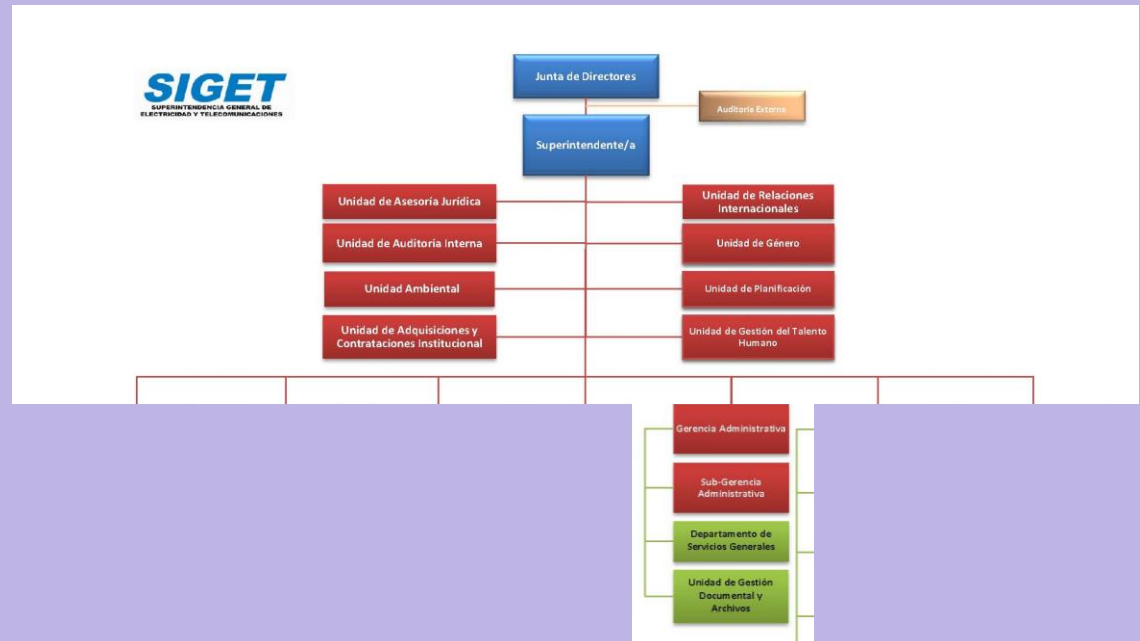 SIGET
SUPERINTENDENCIA GENERAL DE
ELECTRICIDAD Y TELECOMUNICACIONES
Junta de Directores
Auditoría Externa
Superintendente/a
Unidad de Asesoría Jurídica
Unidad de Relaciones
Internacionales
Unidad de Auditoría Interna
Unidad de Género
Unidad Ambiental
Unidad de Planificación
Unidad de Adquisiciones y
Contrataciones Institucional
Unidad de Gestión del Talento
Humano
Gerencia Administrativa
Sub-Gerencia
Administrativa
Departamento de
Servicios Generales
Unidad de Gestión
Documental y
Archivos